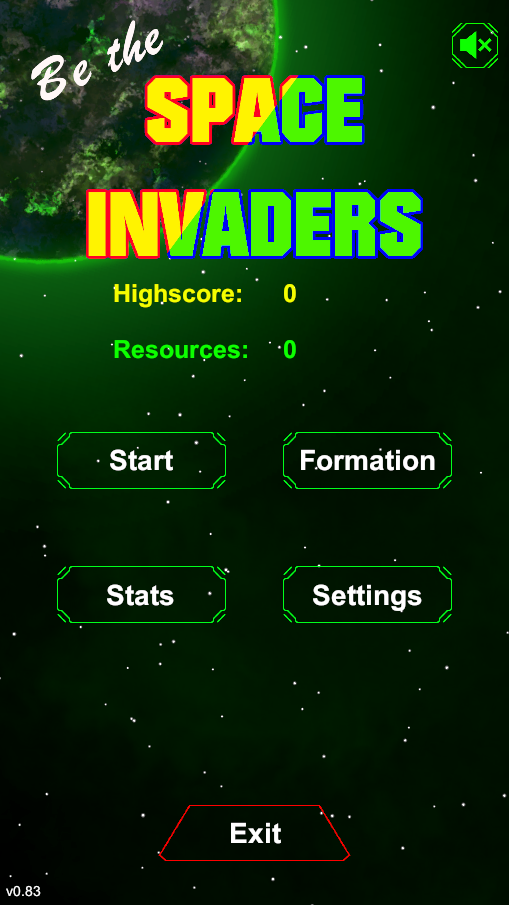 Be the
SPACE
INVADERS
Highscore: 0
Resources: 0
Start Formation
Stats Settings
Exit
v0.83